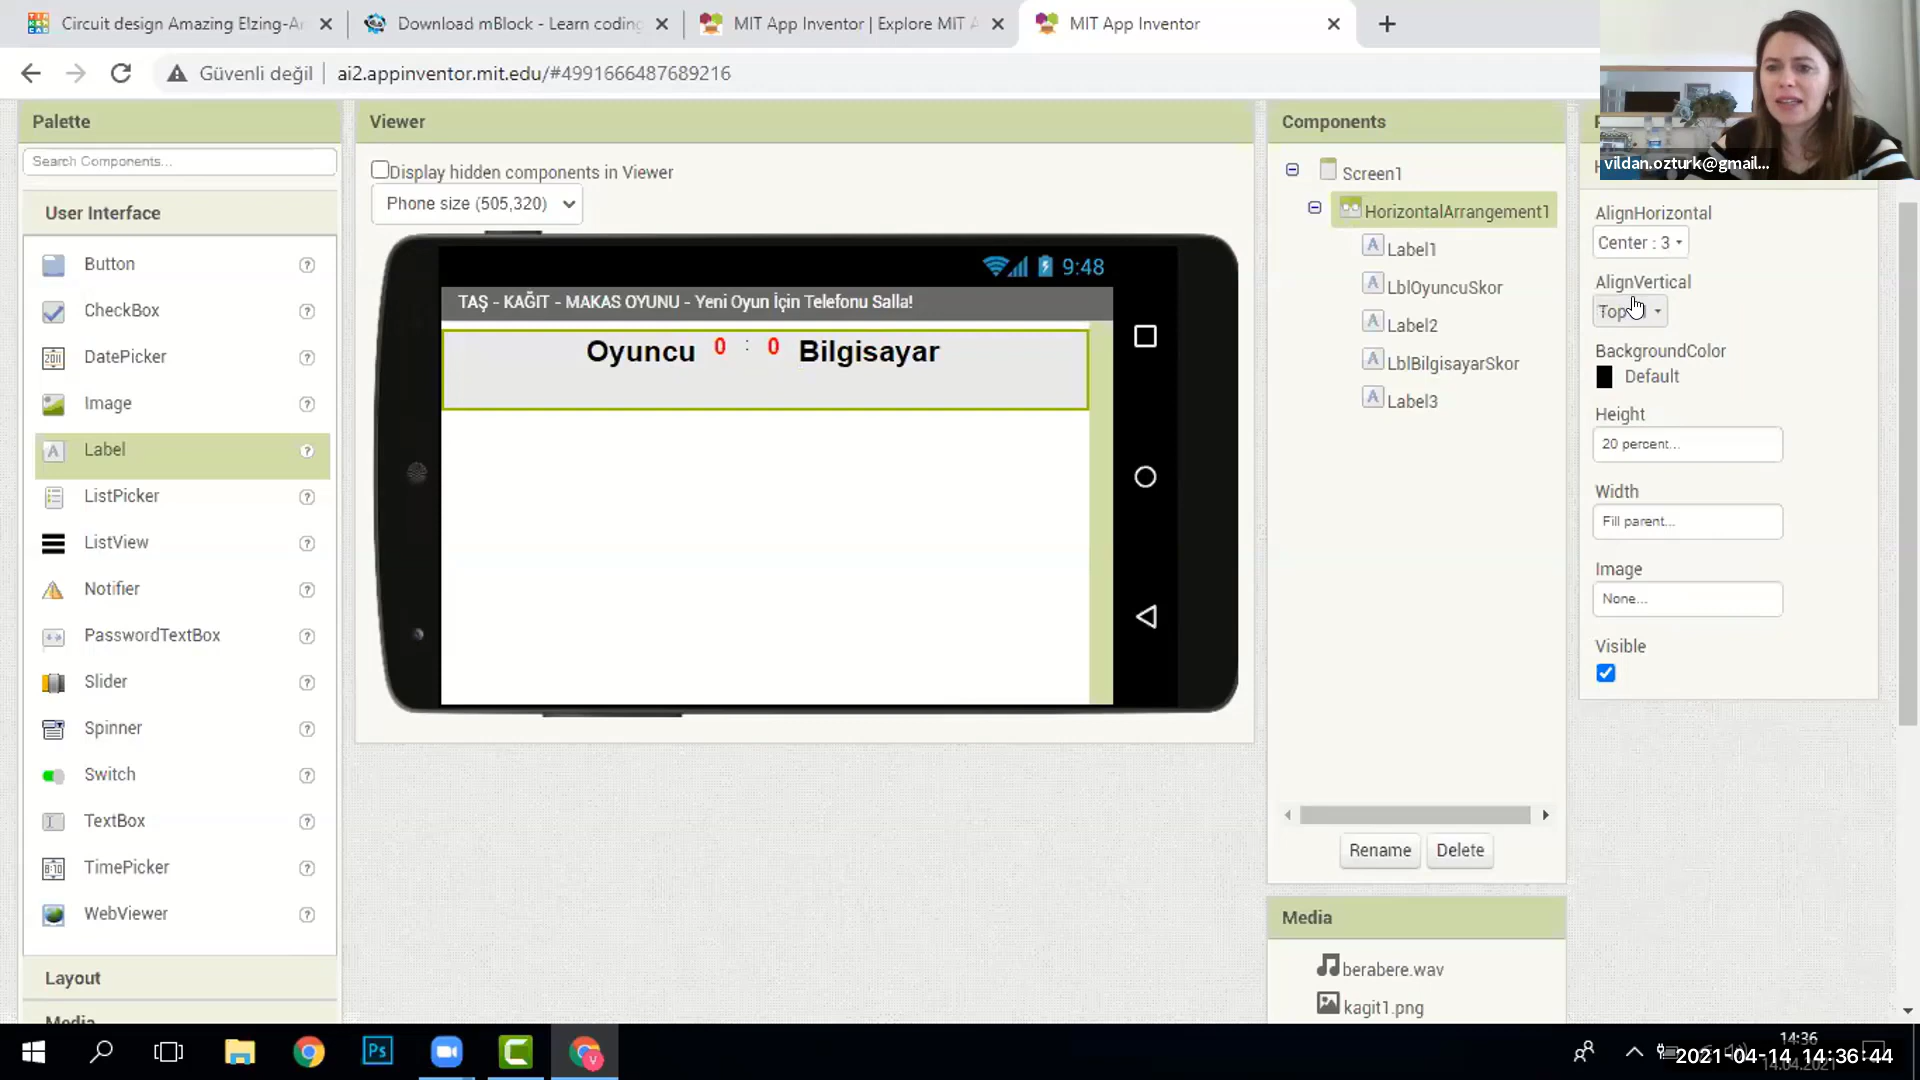 Circuit design Amazing Elzing-Ar
Download mBlock - Learn coding
MIT App Inventor | Explore MIT A
MIT App Inventor
Güvenli değil
ai2.appinventor.mit.edu/#4991666487689216
vildan.ozturk@gmail...
Palette
Search Components...
User Interface
Button
CheckBox
DatePicker
Image
Label
ListPicker
ListView
Notifier
PasswordTextBox
Slider
Spinner
Switch
TextBox
TimePicker
WebViewer
Layout
Media
Viewer
Display hidden components in Viewer
Phone size (505,320)
9:48
TAŞ - KAĞIT - MAKAS OYUNU - Yeni Oyun İçin Telefonu Salla!
Oyuncu 0 : 0 Bilgisayar
Components
Screen1
HorizontalArrangement1
Label1
LblOyuncuSkor
Label2
LblBilgisayarSkor
Label3
Rename
Delete
Media
berabere.wav
kagit1.png
AlignHorizontal
Center : 3
AlignVertical
Top
BackgroundColor
Default
Height
20 percent...
Width
Fill parent...
Image
None...
Visible
14:36
2021-04-14 14:36:44
14.04.2021